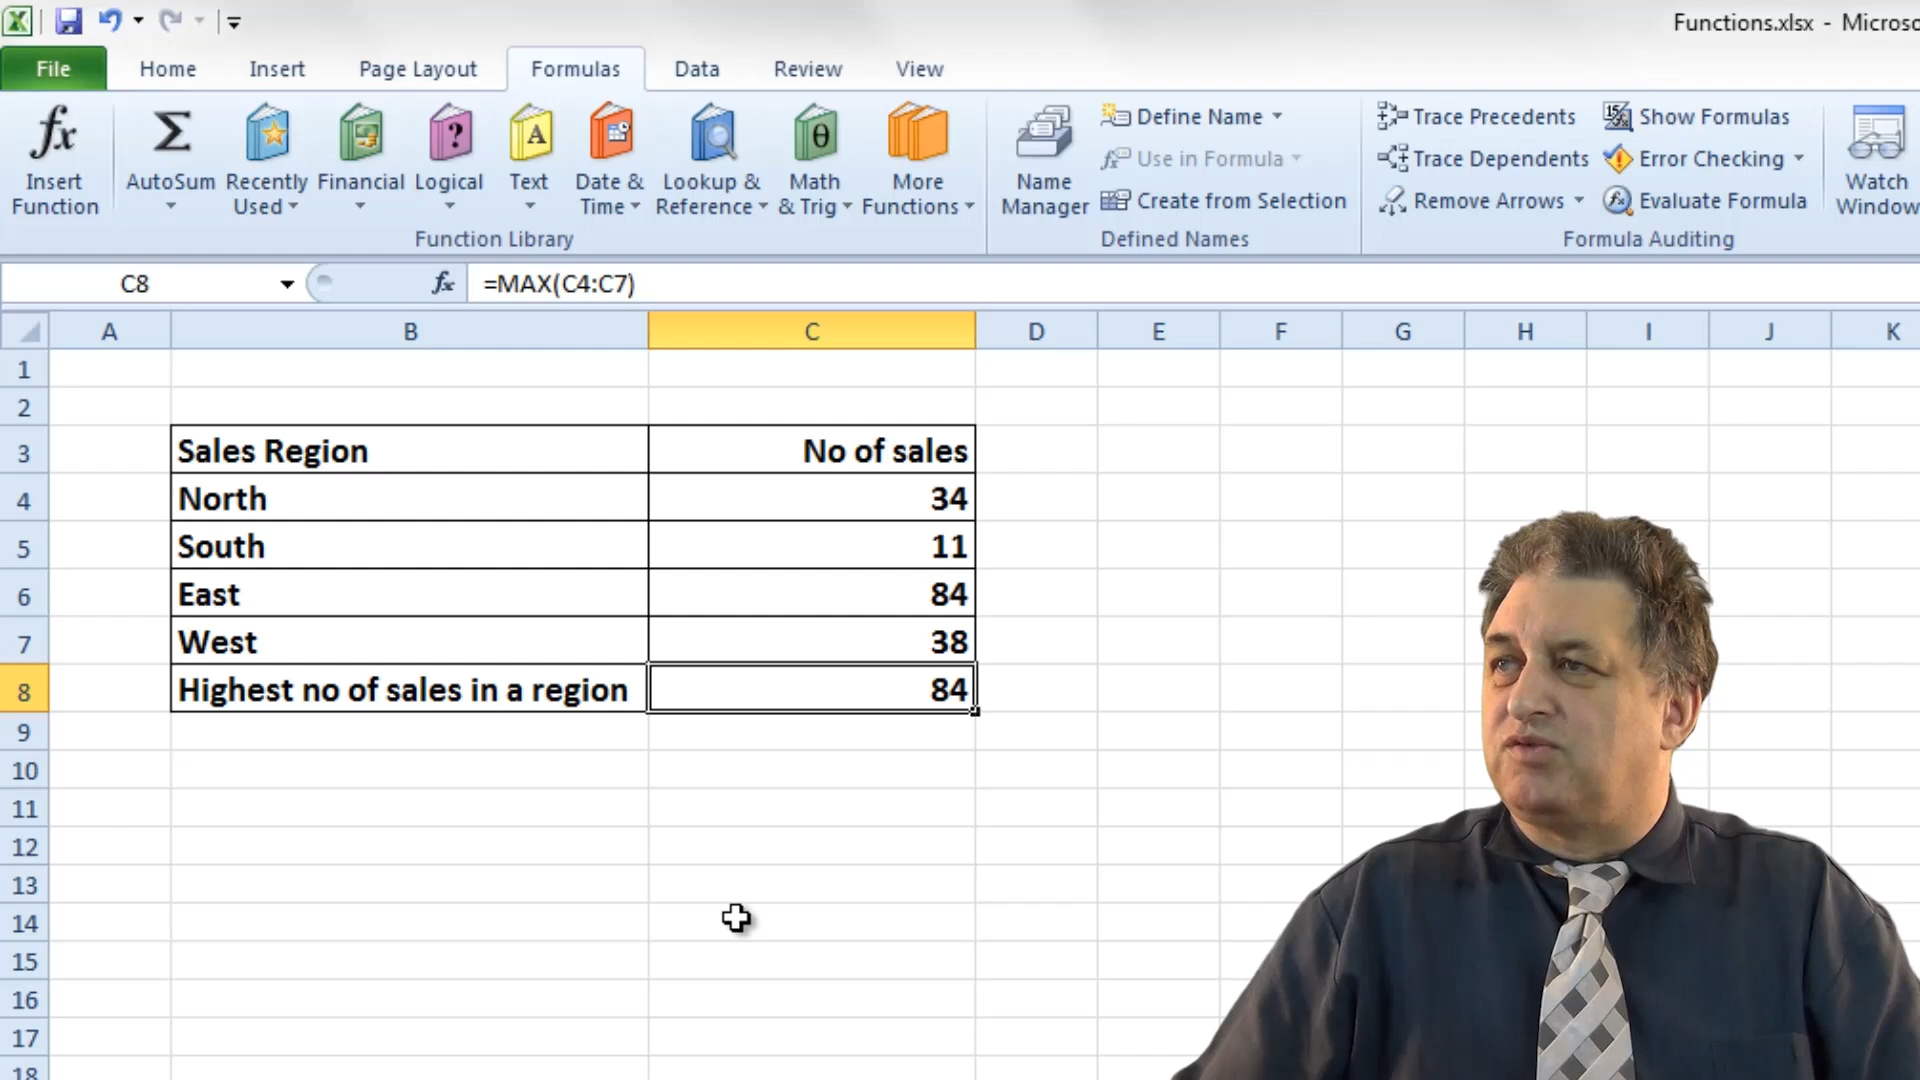 Functions.xlsx - Microso
File Home Insert Page Layout Formulas Data Review View
fx Insert Function
Σ AutoSum
Recently Used
Financial
? Logical
A Text
Date & Time
Lookup & Reference
θ Math & Trig
More Functions
Function Library
Name Manager
Define Name
Use in Formula
Create from Selection
Defined Names
Trace Precedents
Trace Dependents
Remove Arrows
Show Formulas
Error Checking
Evaluate Formula
Formula Auditing
Watch Window
C8 fx =MAX(C4:C7)
A B C D E F G H I J K
1
2
3 Sales Region No of sales
4 North 34
5 South 11
6 East 84
7 West 38
8 Highest no of sales in a region 84
9
10
11
12
13
14
15
16
17
18